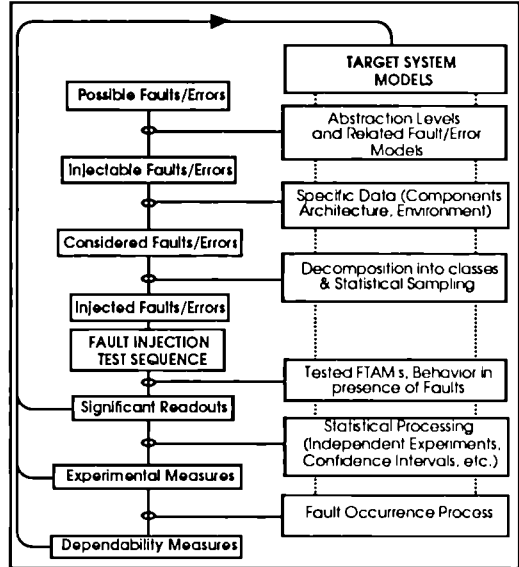 TARGET SYSTEM
MODELS
Possible Faults/Errors
Abstraction Levels
and Related Fault/Error
Models
Injectable Faults/Errors
Specific Data (Components
Architecture, Environment)
Considered Faults/Errors
Decomposition into classes
& Statistical Sampling
Injected Faults/Errors
FAULT INJECTION
TEST SEQUENCE
Tested FTAM s, Behavior in
presence of Faults
Significant Readouts
Statistical Processing
(Independent Experiments,
Confidence Intervals, etc.)
Experimental Measures
Fault Occurrence Process
Dependability Measures